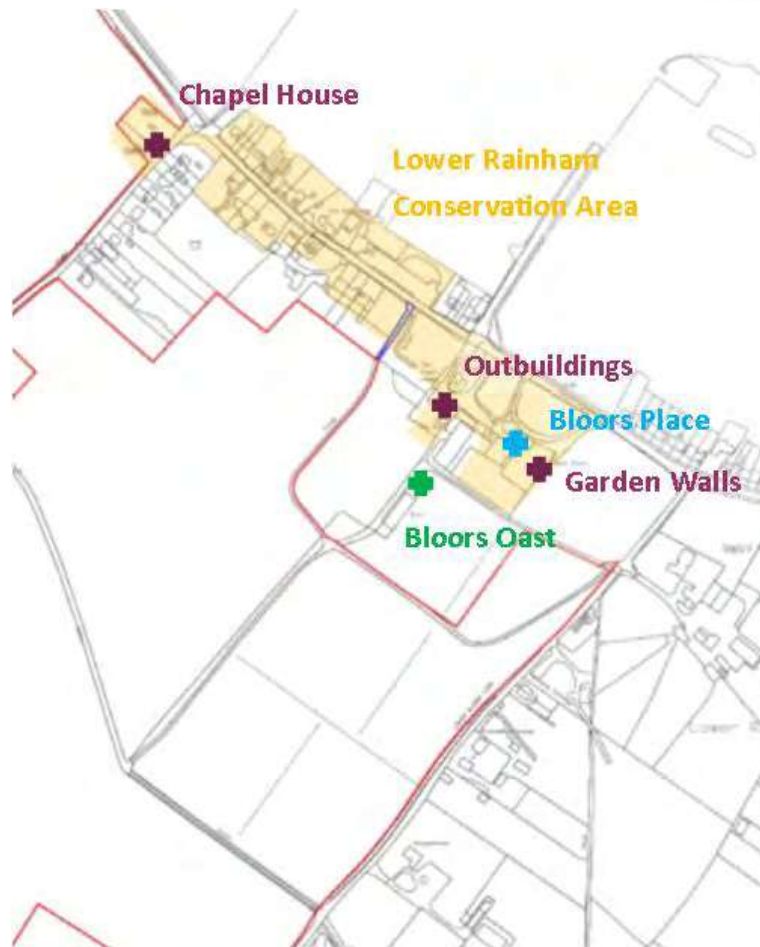 Chapel House
Lower Rainham
Conservation Area
Outbuildings
Bloors Place
Garden Walls
Bloors Oast